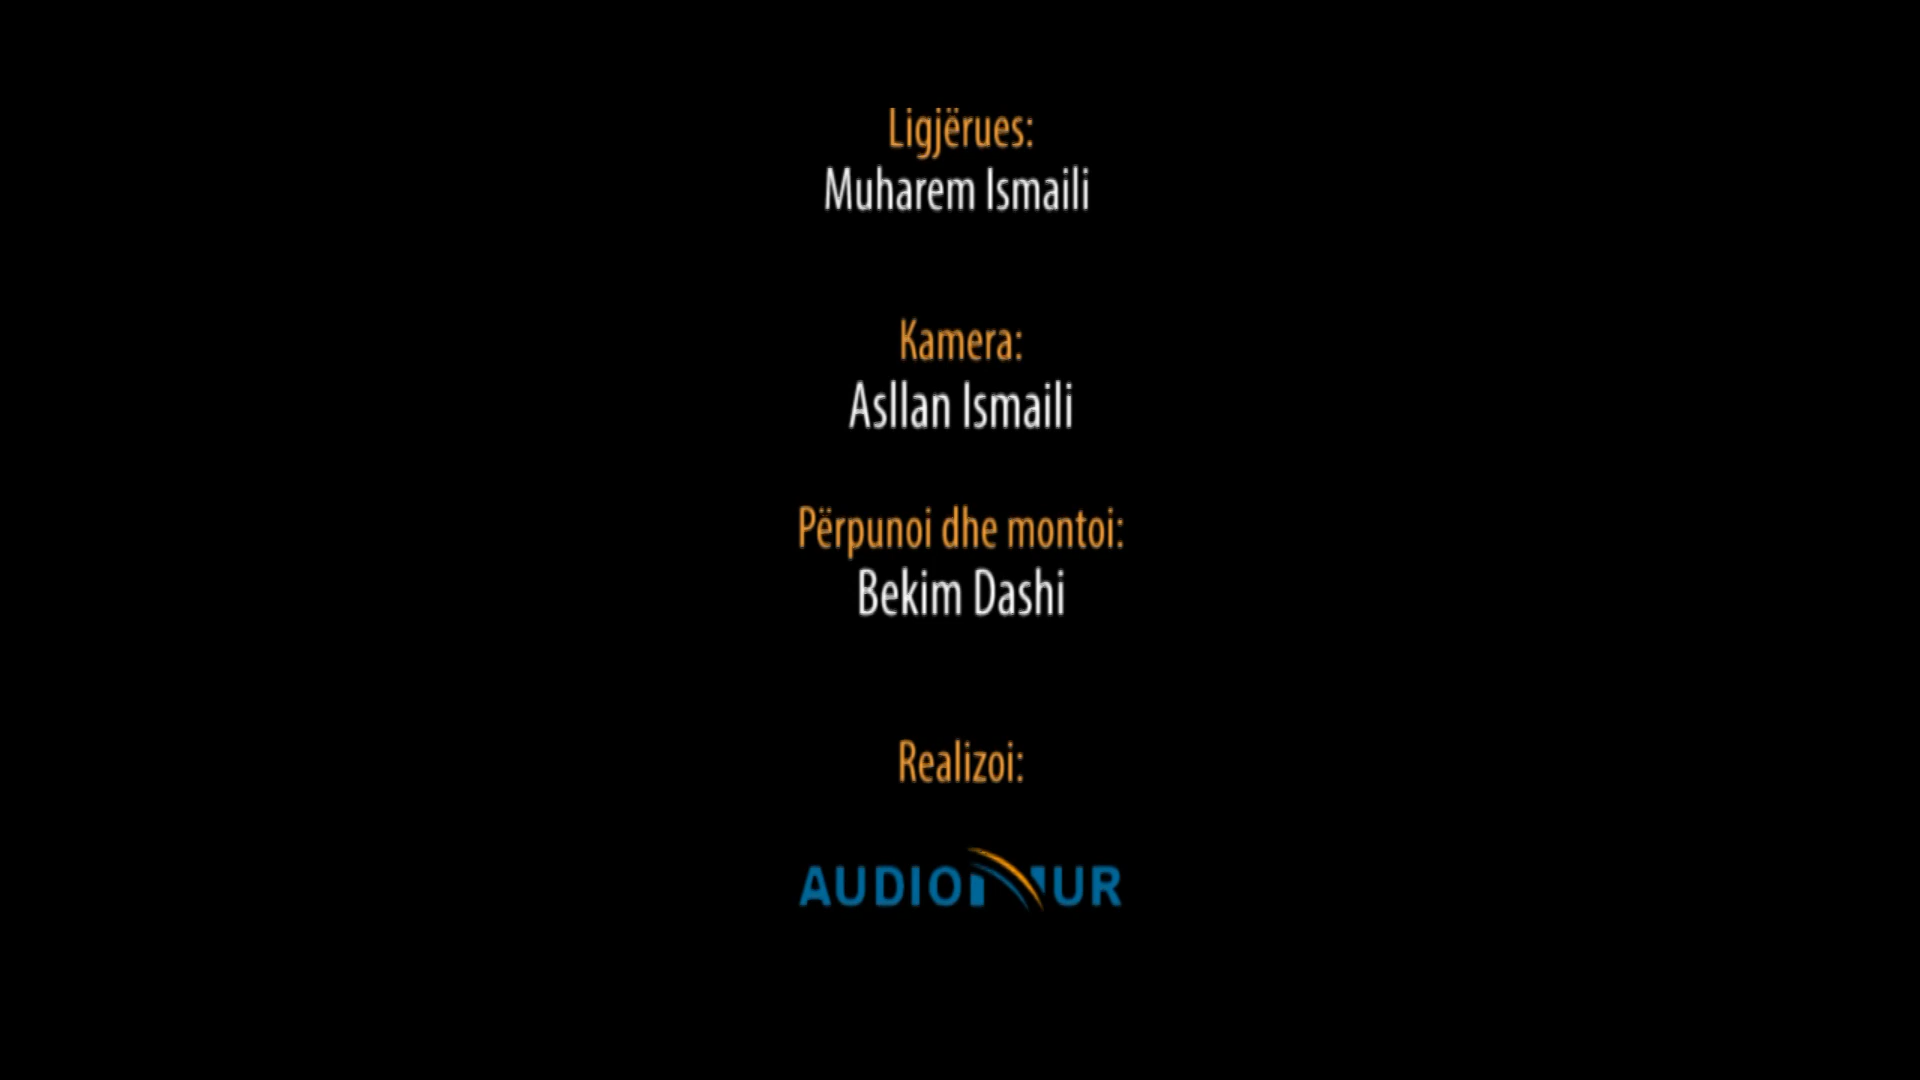 Ligjërues:
Muharem Ismaili
Kamera:
Asllan Ismaili
Përpunoi dhe montoi:
Bekim Dashi
Realizoi:
AUDIONUR